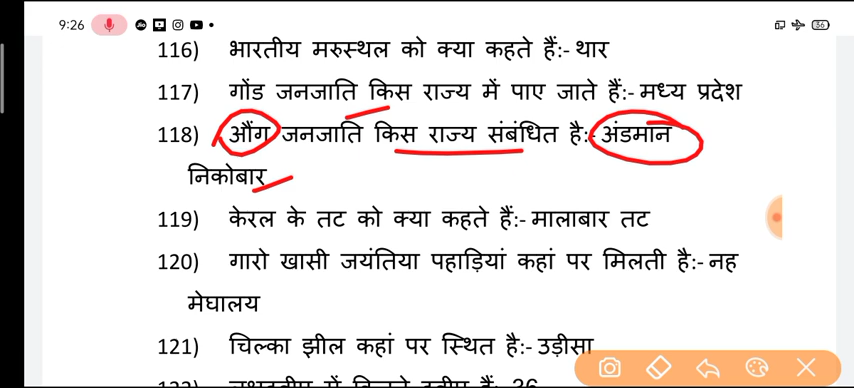 9:26
36
116) भारतीय मरुस्थल को क्या कहते हैं:- थार
117) गोंड जनजाति किस राज्य में पाए जाते हैं:- मध्य प्रदेश
118) औंग जनजाति किस राज्य संबंधित है:- अंडमान
निकोबार
119) केरल के तट को क्या कहते हैं:- मालाबार तट
120) गारो खासी जयंतिया पहाड़ियां कहां पर मिलती है:- नह
मेघालय
121) चिल्का झील कहां पर स्थित है:- उड़ीसा